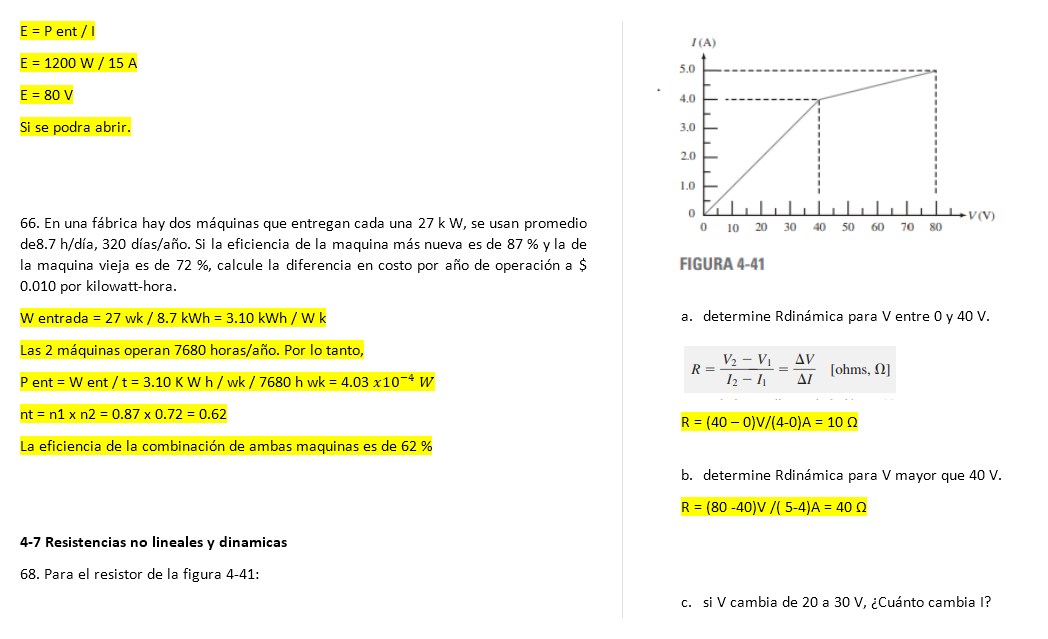 E = P ent / I
E = 1200 W / 15 A
E = 80 V
Si se podra abrir.
66. En una fábrica hay dos máquinas que entregan cada una 27 k W, se usan promedio
de8.7 h/día, 320 días/año. Si la eficiencia de la maquina más nueva es de 87 % y la de
la maquina vieja es de 72 %, calcule la diferencia en costo por año de operación a $
0.010 por kilowatt-hora.
W entrada = 27 wk / 8.7 kWh = 3.10 kWh / W k
Las 2 máquinas operan 7680 horas/año. Por lo tanto,
P ent = W ent / t = 3.10 K W h / wk / 7680 h wk = 4.03 x10⁻⁴ W
nt = n1 x n2 = 0.87 x 0.72 = 0.62
La eficiencia de la combinación de ambas maquinas es de 62 %
4-7 Resistencias no lineales y dinamicas
68. Para el resistor de la figura 4-41:
I (A)
5.0
4.0
3.0
2.0
1.0
0
V(V)
0 10 20 30 40 50 60 70 80
FIGURA 4-41
a. determine Rdinámica para V entre 0 y 40 V.
R = (V₂ − V₁)/(I₂ − I₁) = ΔV/ΔI [ohms, Ω]
R = (40 – 0)V/(4-0)A = 10 Ω
b. determine Rdinámica para V mayor que 40 V.
R = (80 -40)V /( 5-4)A = 40 Ω
c. si V cambia de 20 a 30 V, ¿Cuánto cambia I?